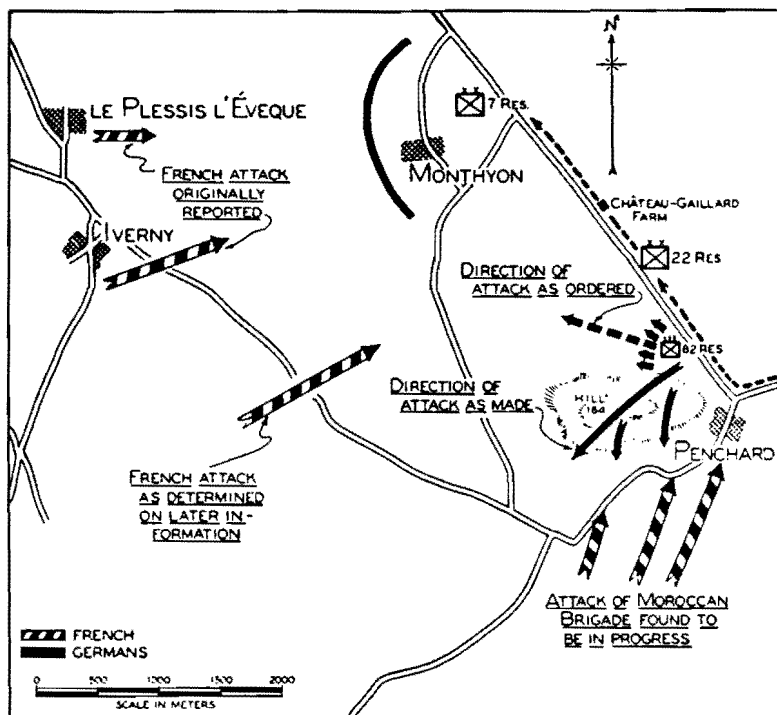 N
LE PLESSIS L'ÉVEQUE
7 RES.
FRENCH ATTACK
ORIGINALLY
REPORTED
MONTHYON
CHÂTEAU-GAILLARD
FARM
IVERNY
22 RES
DIRECTION OF
ATTACK AS ORDERED
82 RES
DIRECTION OF
ATTACK AS MADE
HILL
184
PENCHARD
FRENCH ATTACK
AS DETERMINED
ON LATER IN-
FORMATION
ATTACK OF MOROCCAN
BRIGADE FOUND TO
BE IN PROGRESS
FRENCH
GERMANS
0 500 1000 1500 2000
SCALE IN METERS